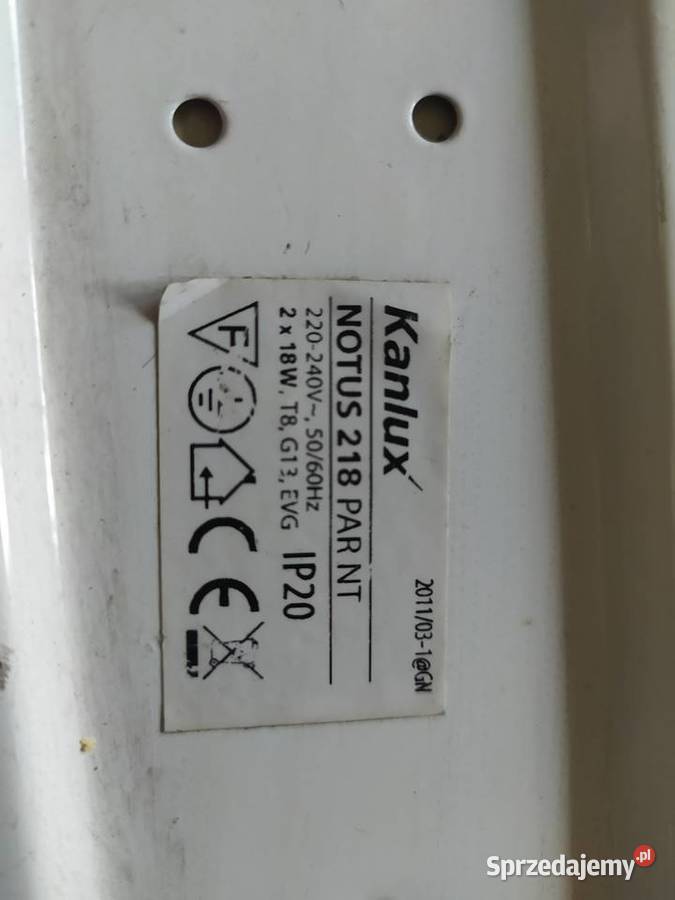 Kanlux
2011/03-1@GN
NOTUS 218 PAR NT
220-240V~, 50/60Hz
2 x 18W, T8, G13, EVG
IP20
F
CE
Sprzedajemy.pl